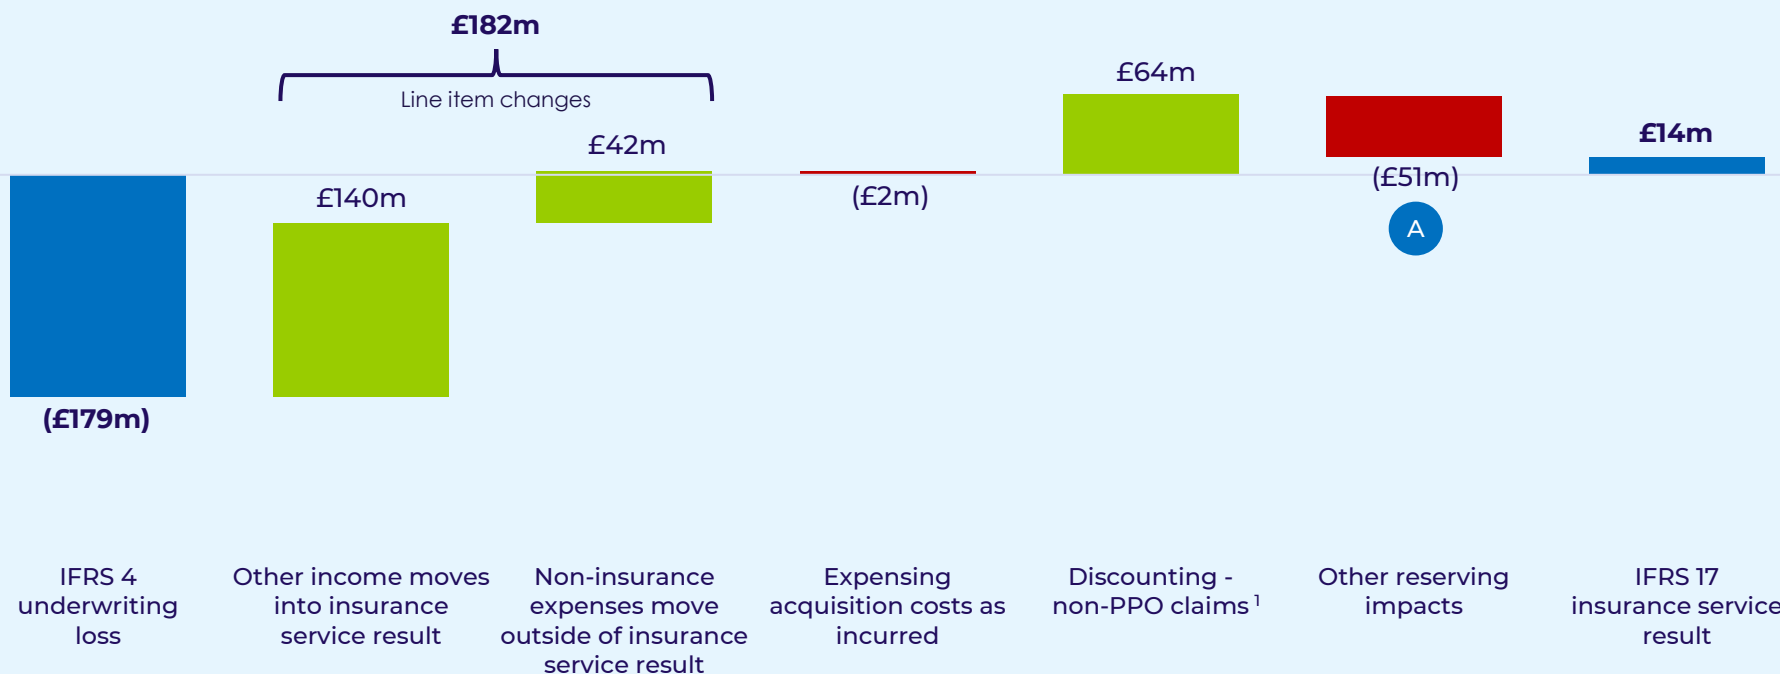 £182m
Line item changes
£64m
£42m
£14m
£140m
(£2m)
(£51m)
A
(£179m)
IFRS 4
underwriting
loss
Other income moves
into insurance
service result
Non-insurance
expenses move
outside of insurance
service result
Expensing
acquisition costs as
incurred
Discounting -
non-PPO claims 1
Other reserving
impacts
IFRS 17
insurance service
result